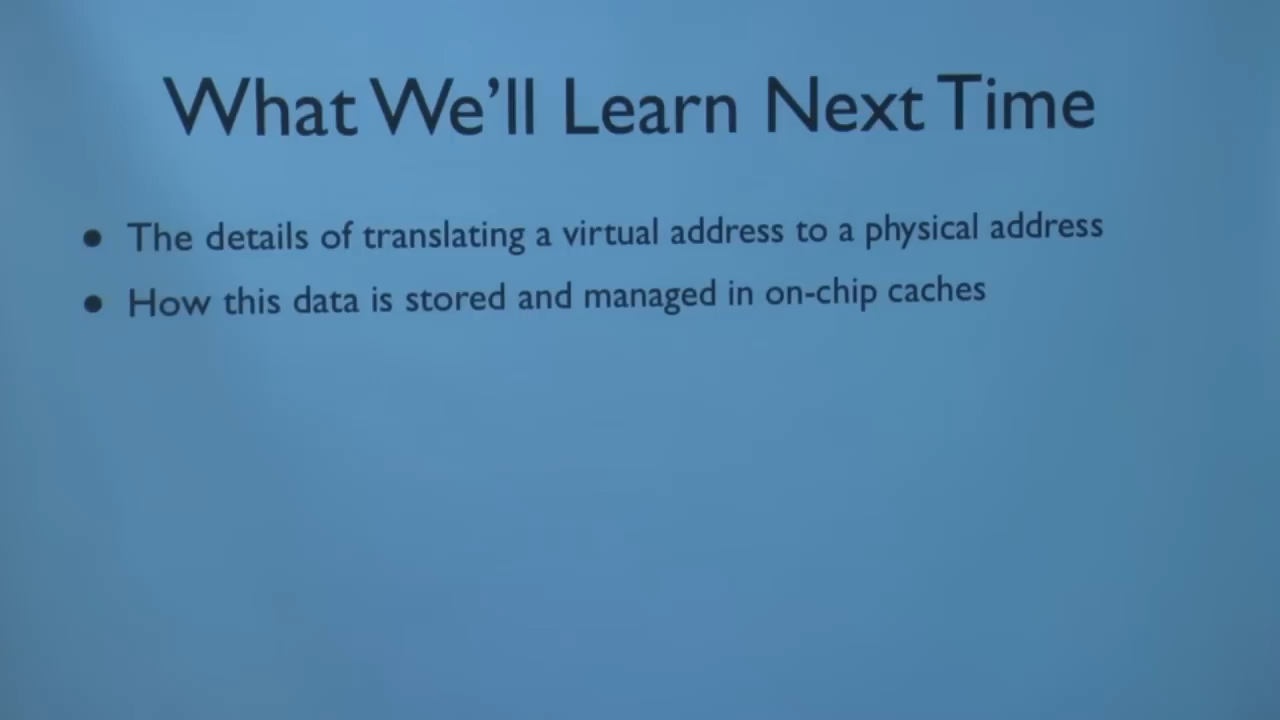 What We'll Learn Next Time
● The details of translating a virtual address to a physical address
● How this data is stored and managed in on-chip caches